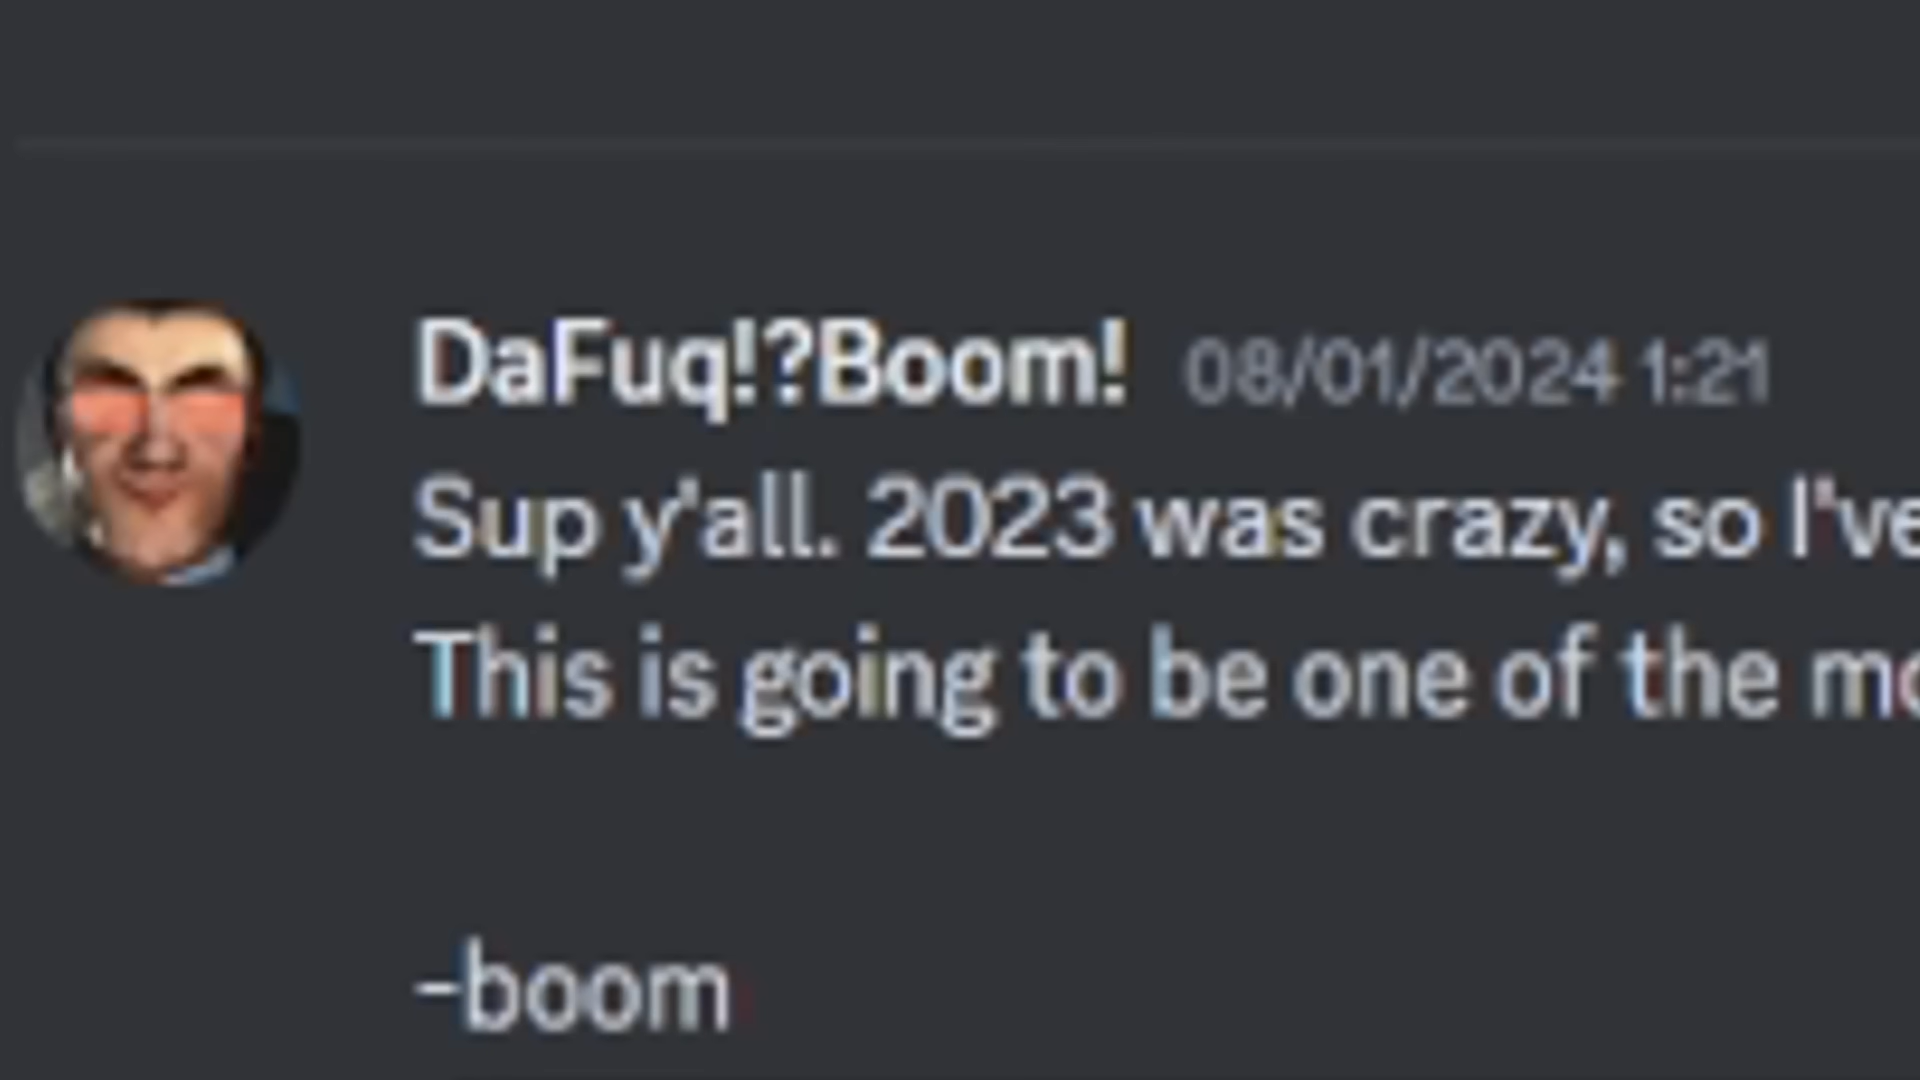 DaFuq!?Boom! 08/01/2024 1:21
Sup y'all. 2023 was crazy, so I've
This is going to be one of the
-boom